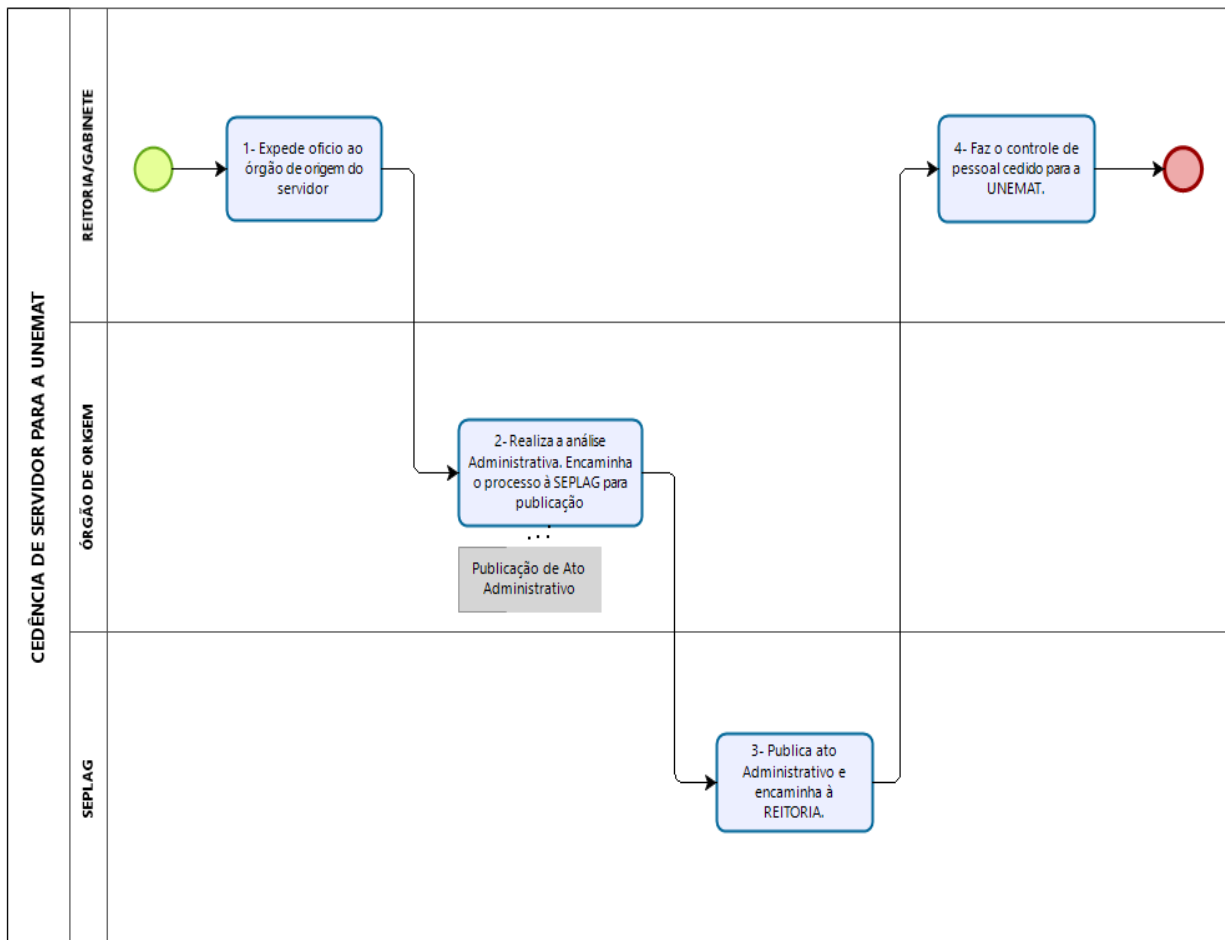 CEDÊNCIA DE SERVIDOR PARA A UNEMAT
REITORIA/GABINETE
1- Expede oficio ao
órgão de origem do
servidor
4- Faz o controle de
pessoal cedido para a
UNEMAT.
ÓRGÃO DE ORIGEM
2- Realiza a análise
Administrativa. Encaminha
o processo à SEPLAG para
publicação
Publicação de Ato
Administrativo
SEPLAG
3- Publica ato
Administrativo e
encaminha à
REITORIA.